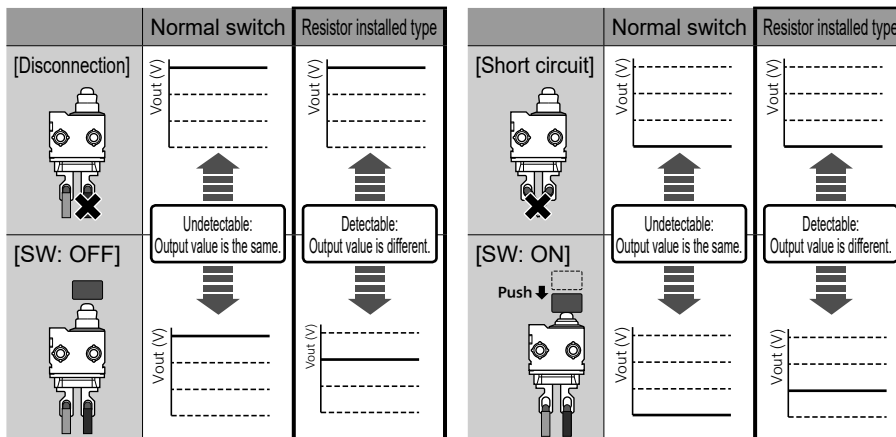 Normal switch
Resistor installed type
[Disconnection]
Vout (V)
Vout (V)
Undetectable:
Output value is the same.
Detectable:
Output value is different.
[SW: OFF]
Vout (V)
Vout (V)
Normal switch
Resistor installed type
[Short circuit]
Vout (V)
Vout (V)
Undetectable:
Output value is the same.
Detectable:
Output value is different.
[SW: ON]
Push
Vout (V)
Vout (V)